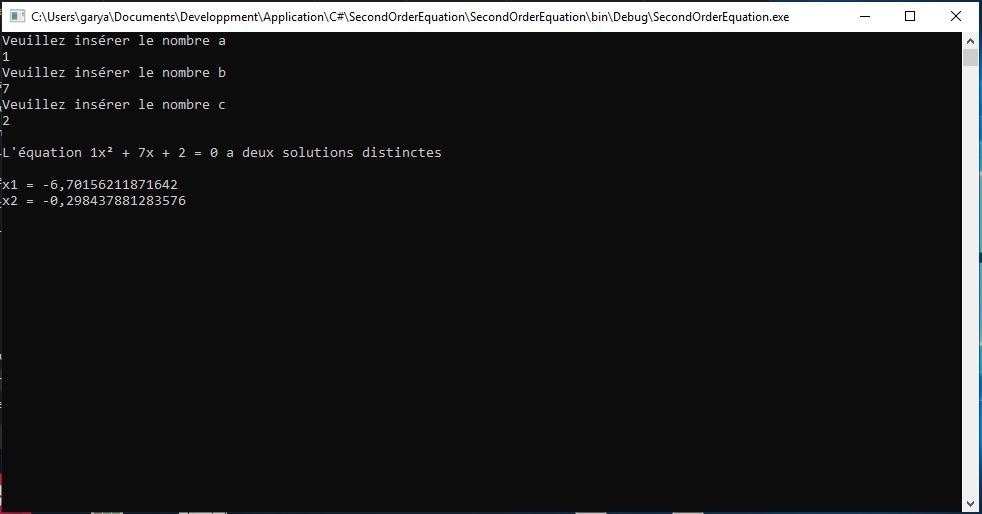 C:\Users\garya\Documents\Developpment\Application\C#\SecondOrderEquation\SecondOrderEquation\bin\Debug\SecondOrderEquation.exe
Veuillez insérer le nombre a
1
Veuillez insérer le nombre b
7
Veuillez insérer le nombre c
2
L'équation 1x² + 7x + 2 = 0 a deux solutions distinctes
x1 = -6,70156211871642
x2 = -0,298437881283576